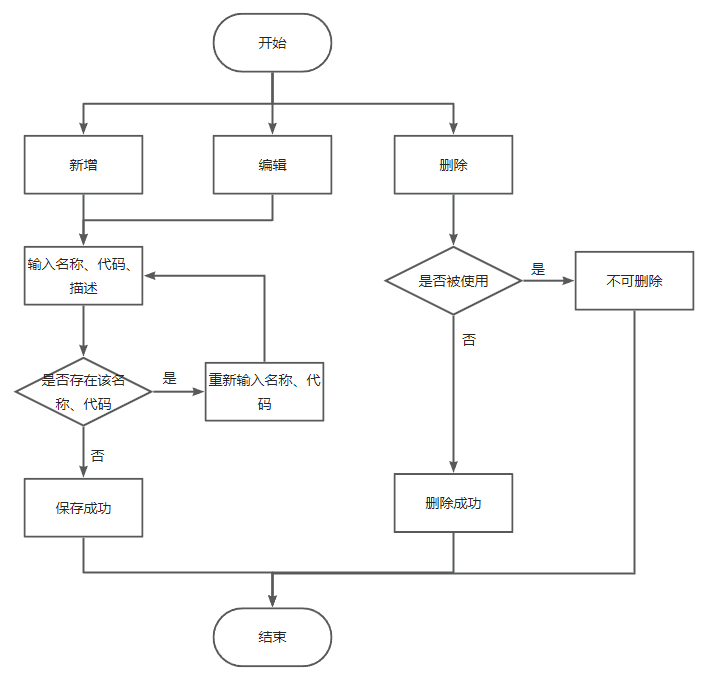 开始
新增
编辑
删除
输入名称、代码、
描述
是否被使用
是
不可删除
否
是否存在该名
称、代码
是
重新输入名称、代
码
否
保存成功
删除成功
结束